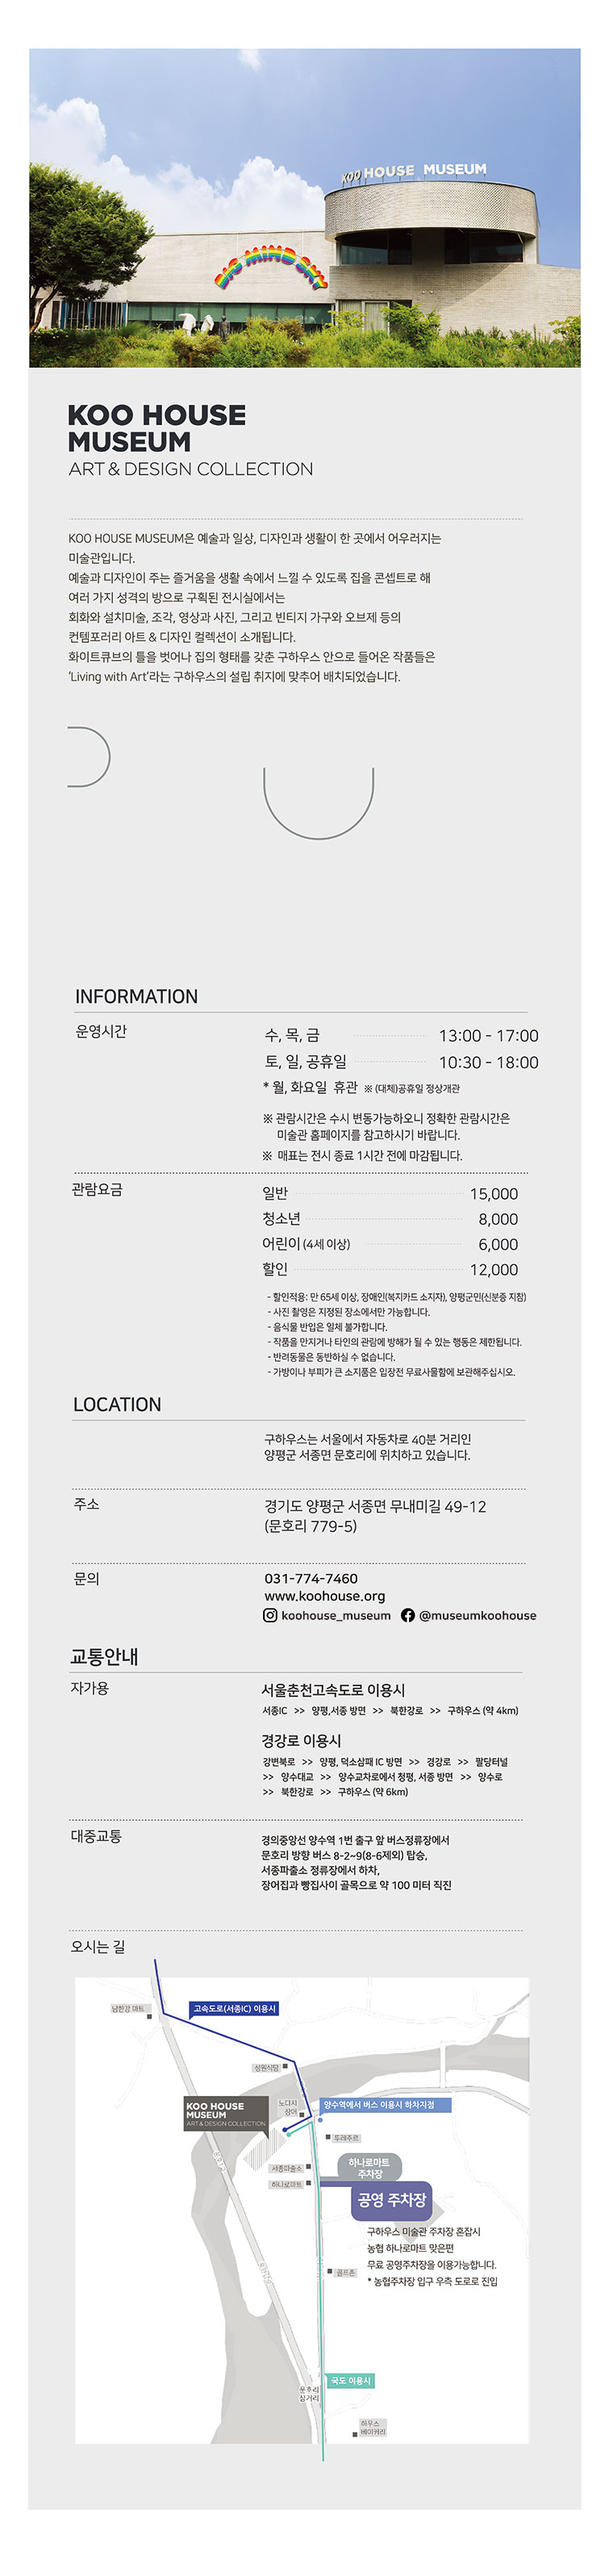 KOO HOUSE MUSEUM
BIG MIND SKY
KOO HOUSE
MUSEUM
ART & DESIGN COLLECTION
KOO HOUSE MUSEUM은 예술과 일상, 디자인과 생활이 한 곳에서 어우러지는
미술관입니다.
예술과 디자인이 주는 즐거움을 생활 속에서 느낄 수 있도록 집을 콘셉트로 해
여러 가지 성격의 방으로 구획된 전시실에서는
회화와 설치미술, 조각, 영상과 사진, 그리고 빈티지 가구와 오브제 등의
컨템포러리 아트 & 디자인 컬렉션이 소개됩니다.
화이트큐브의 틀을 벗어나 집의 형태를 갖춘 구하우스 안으로 들어온 작품들은
'Living with Art'라는 구하우스의 설립 취지에 맞추어 배치되었습니다.
INFORMATION
운영시간
수, 목, 금 13:00 - 17:00
토, 일, 공휴일 10:30 - 18:00
* 월, 화요일 휴관 ※ (대체)공휴일 정상개관
※ 관람시간은 수시 변동가능하오니 정확한 관람시간은
미술관 홈페이지를 참고하시기 바랍니다.
※ 매표는 전시 종료 1시간 전에 마감됩니다.
관람요금
일반 15,000
청소년 8,000
어린이 (4세 이상) 6,000
할인 12,000
- 할인적용: 만 65세 이상, 장애인(복지카드 소지자), 양평군민(신분증 지참)
- 사진 촬영은 지정된 장소에서만 가능합니다.
- 음식물 반입은 일체 불가합니다.
- 작품을 만지거나 타인의 관람에 방해가 될 수 있는 행동은 제한됩니다.
- 반려동물은 동반하실 수 없습니다.
- 가방이나 부피가 큰 소지품은 입장전 무료사물함에 보관해주십시오.
LOCATION
구하우스는 서울에서 자동차로 40분 거리인
양평군 서종면 문호리에 위치하고 있습니다.
주소
경기도 양평군 서종면 무내미길 49-12
(문호리 779-5)
문의
031-774-7460
www.koohouse.org
koohouse_museum @museumkoohouse
교통안내
자가용
서울춘천고속도로 이용시
서종IC >> 양평,서종 방면 >> 북한강로 >> 구하우스 (약 4km)
경강로 이용시
강변북로 >> 양평, 덕소삼패 IC 방면 >> 경강로 >> 팔당터널
>> 양수대교 >> 양수교차로에서 청평, 서종 방면 >> 양수로
>> 북한강로 >> 구하우스 (약 6km)
대중교통
경의중앙선 양수역 1번 출구 앞 버스정류장에서
문호리 방향 버스 8-2~9(8-6제외) 탑승,
서종파출소 정류장에서 하차,
장어집과 빵집사이 골목으로 약 100 미터 직진
오시는 길
남한강 마트
고속도로(서종IC) 이용시
상원식당
KOO HOUSE
MUSEUM
ART & DESIGN COLLECTION
노다지
장어
양수역에서 버스 이용시 하차지점
뚜레주르
서종파출소
하나로마트
하나로마트
주차장
공영 주차장
구하우스 미술관 주차장 혼잡시
농협 하나로마트 맞은편
무료 공영주차장을 이용가능합니다.
* 농협주차장 입구 우측 도로로 진입
골프존
국도 이용시
문호리
삼거리
하우스
베이커리